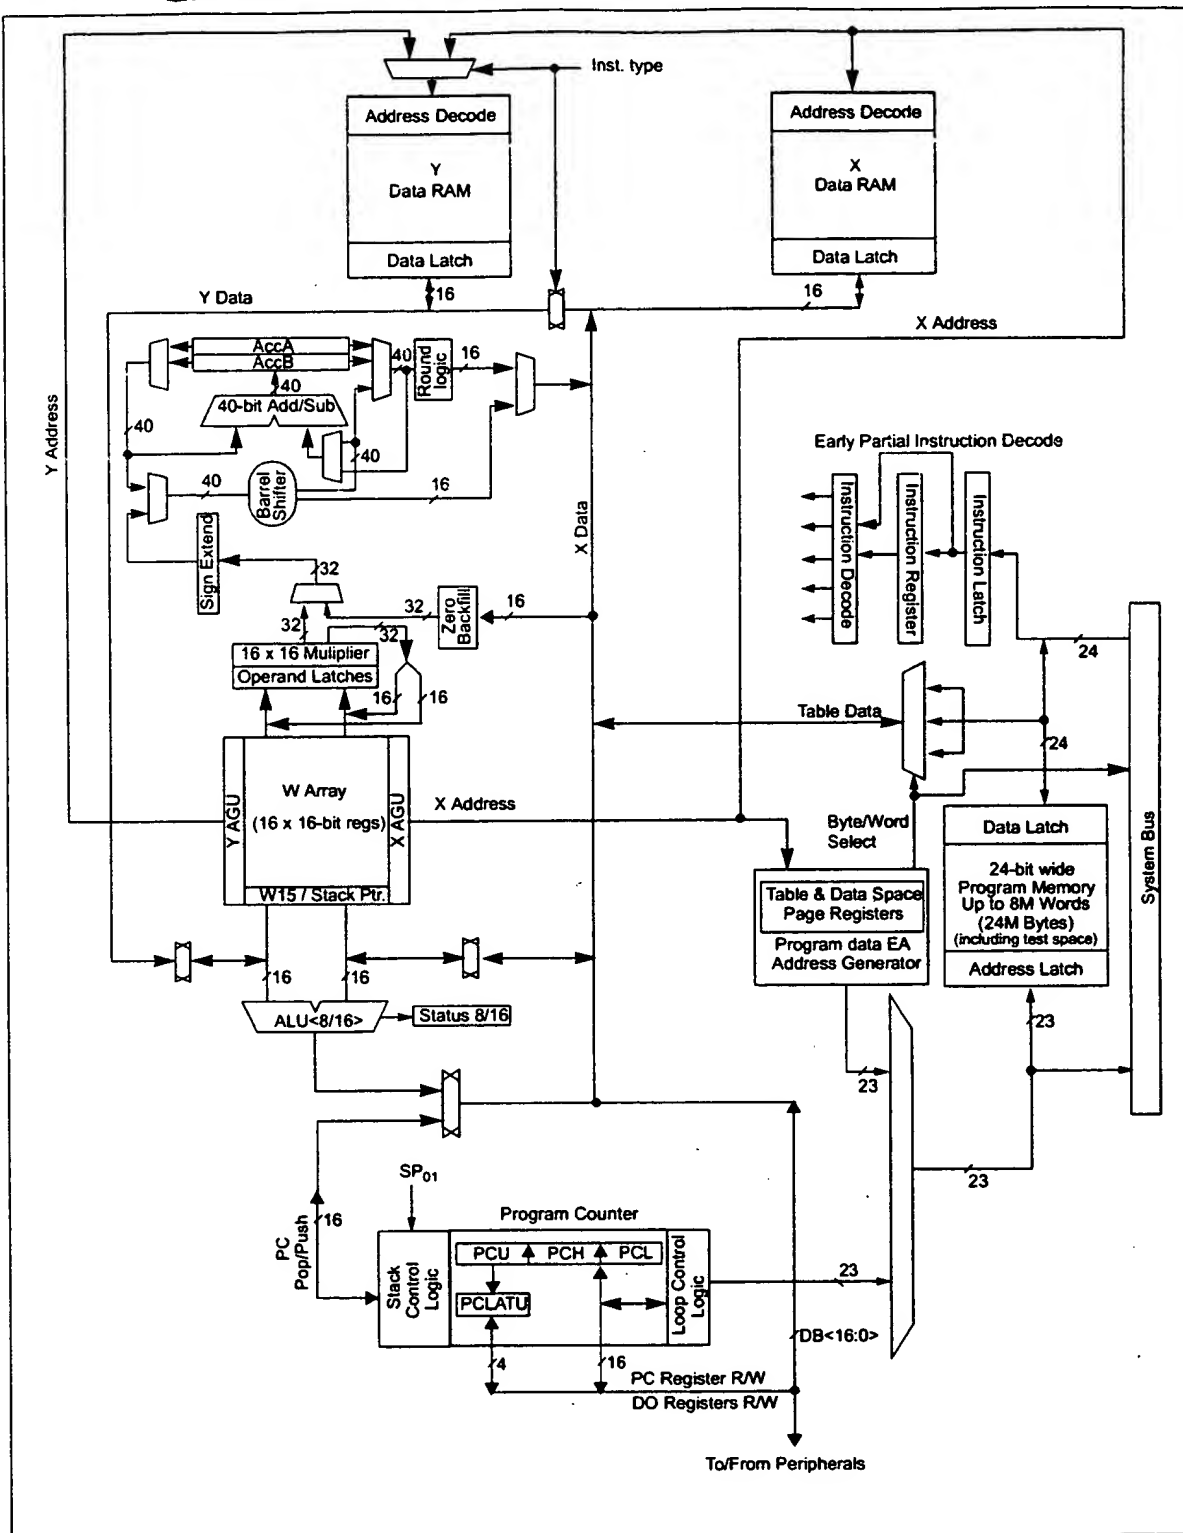 Inst. type
Address Decode
Y
Data RAM
Data Latch
16
Address Decode
X
Data RAM
Data Latch
16
Y Data
X Address
Y Address
AccA
AccB
40
40
Round
logic
16
40-bit Add/Sub
40
40
40
Barrel
Shifter
16
X Data
Sign Extend
32
32
32
32
Zero
Backfill
16
16 x 16 Muliplier
Operand Latches
16
16
Early Partial Instruction Decode
Instruction Decode
Instruction Register
Instruction Latch
24
Table Data
24
System Bus
Y AGU
W Array
(16 x 16-bit regs)
X AGU
W15 / Stack Ptr.
X Address
Byte/Word
Select
Table & Data Space
Page Registers
Program data EA
Address Generator
Data Latch
24-bit wide
Program Memory
Up to 8M Words
(24M Bytes)
(including test space)
Address Latch
16
16
ALU<8/16>
Status 8/16
23
23
23
SP01
PC
Pop/Push
16
Program Counter
Stack
Control
Logic
PCU
PCH
PCL
PCLATU
Loop Control
Logic
23
4
16
DB<16:0>
PC Register R/W
DO Registers R/W
To/From Peripherals